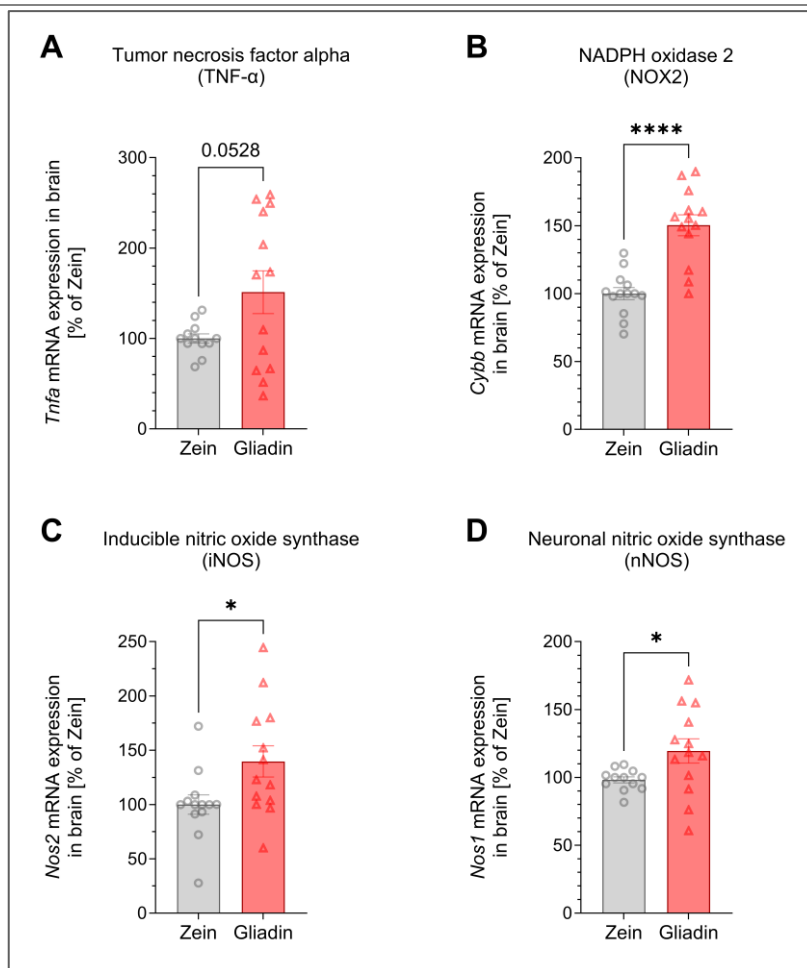 A
Tumor necrosis factor alpha
(TNF-α)
0.0528
Tnfa mRNA expression in brain
[% of Zein]
300
200
100
0
Zein Gliadin
B
NADPH oxidase 2
(NOX2)
****
Cybb mRNA expression
in brain [% of Zein]
200
150
100
50
0
Zein Gliadin
C
Inducible nitric oxide synthase
(iNOS)
*
Nos2 mRNA expression
in brain [% of Zein]
250
200
150
100
50
0
Zein Gliadin
D
Neuronal nitric oxide synthase
(nNOS)
*
Nos1 mRNA expression
in brain [% of Zein]
200
150
100
50
0
Zein Gliadin